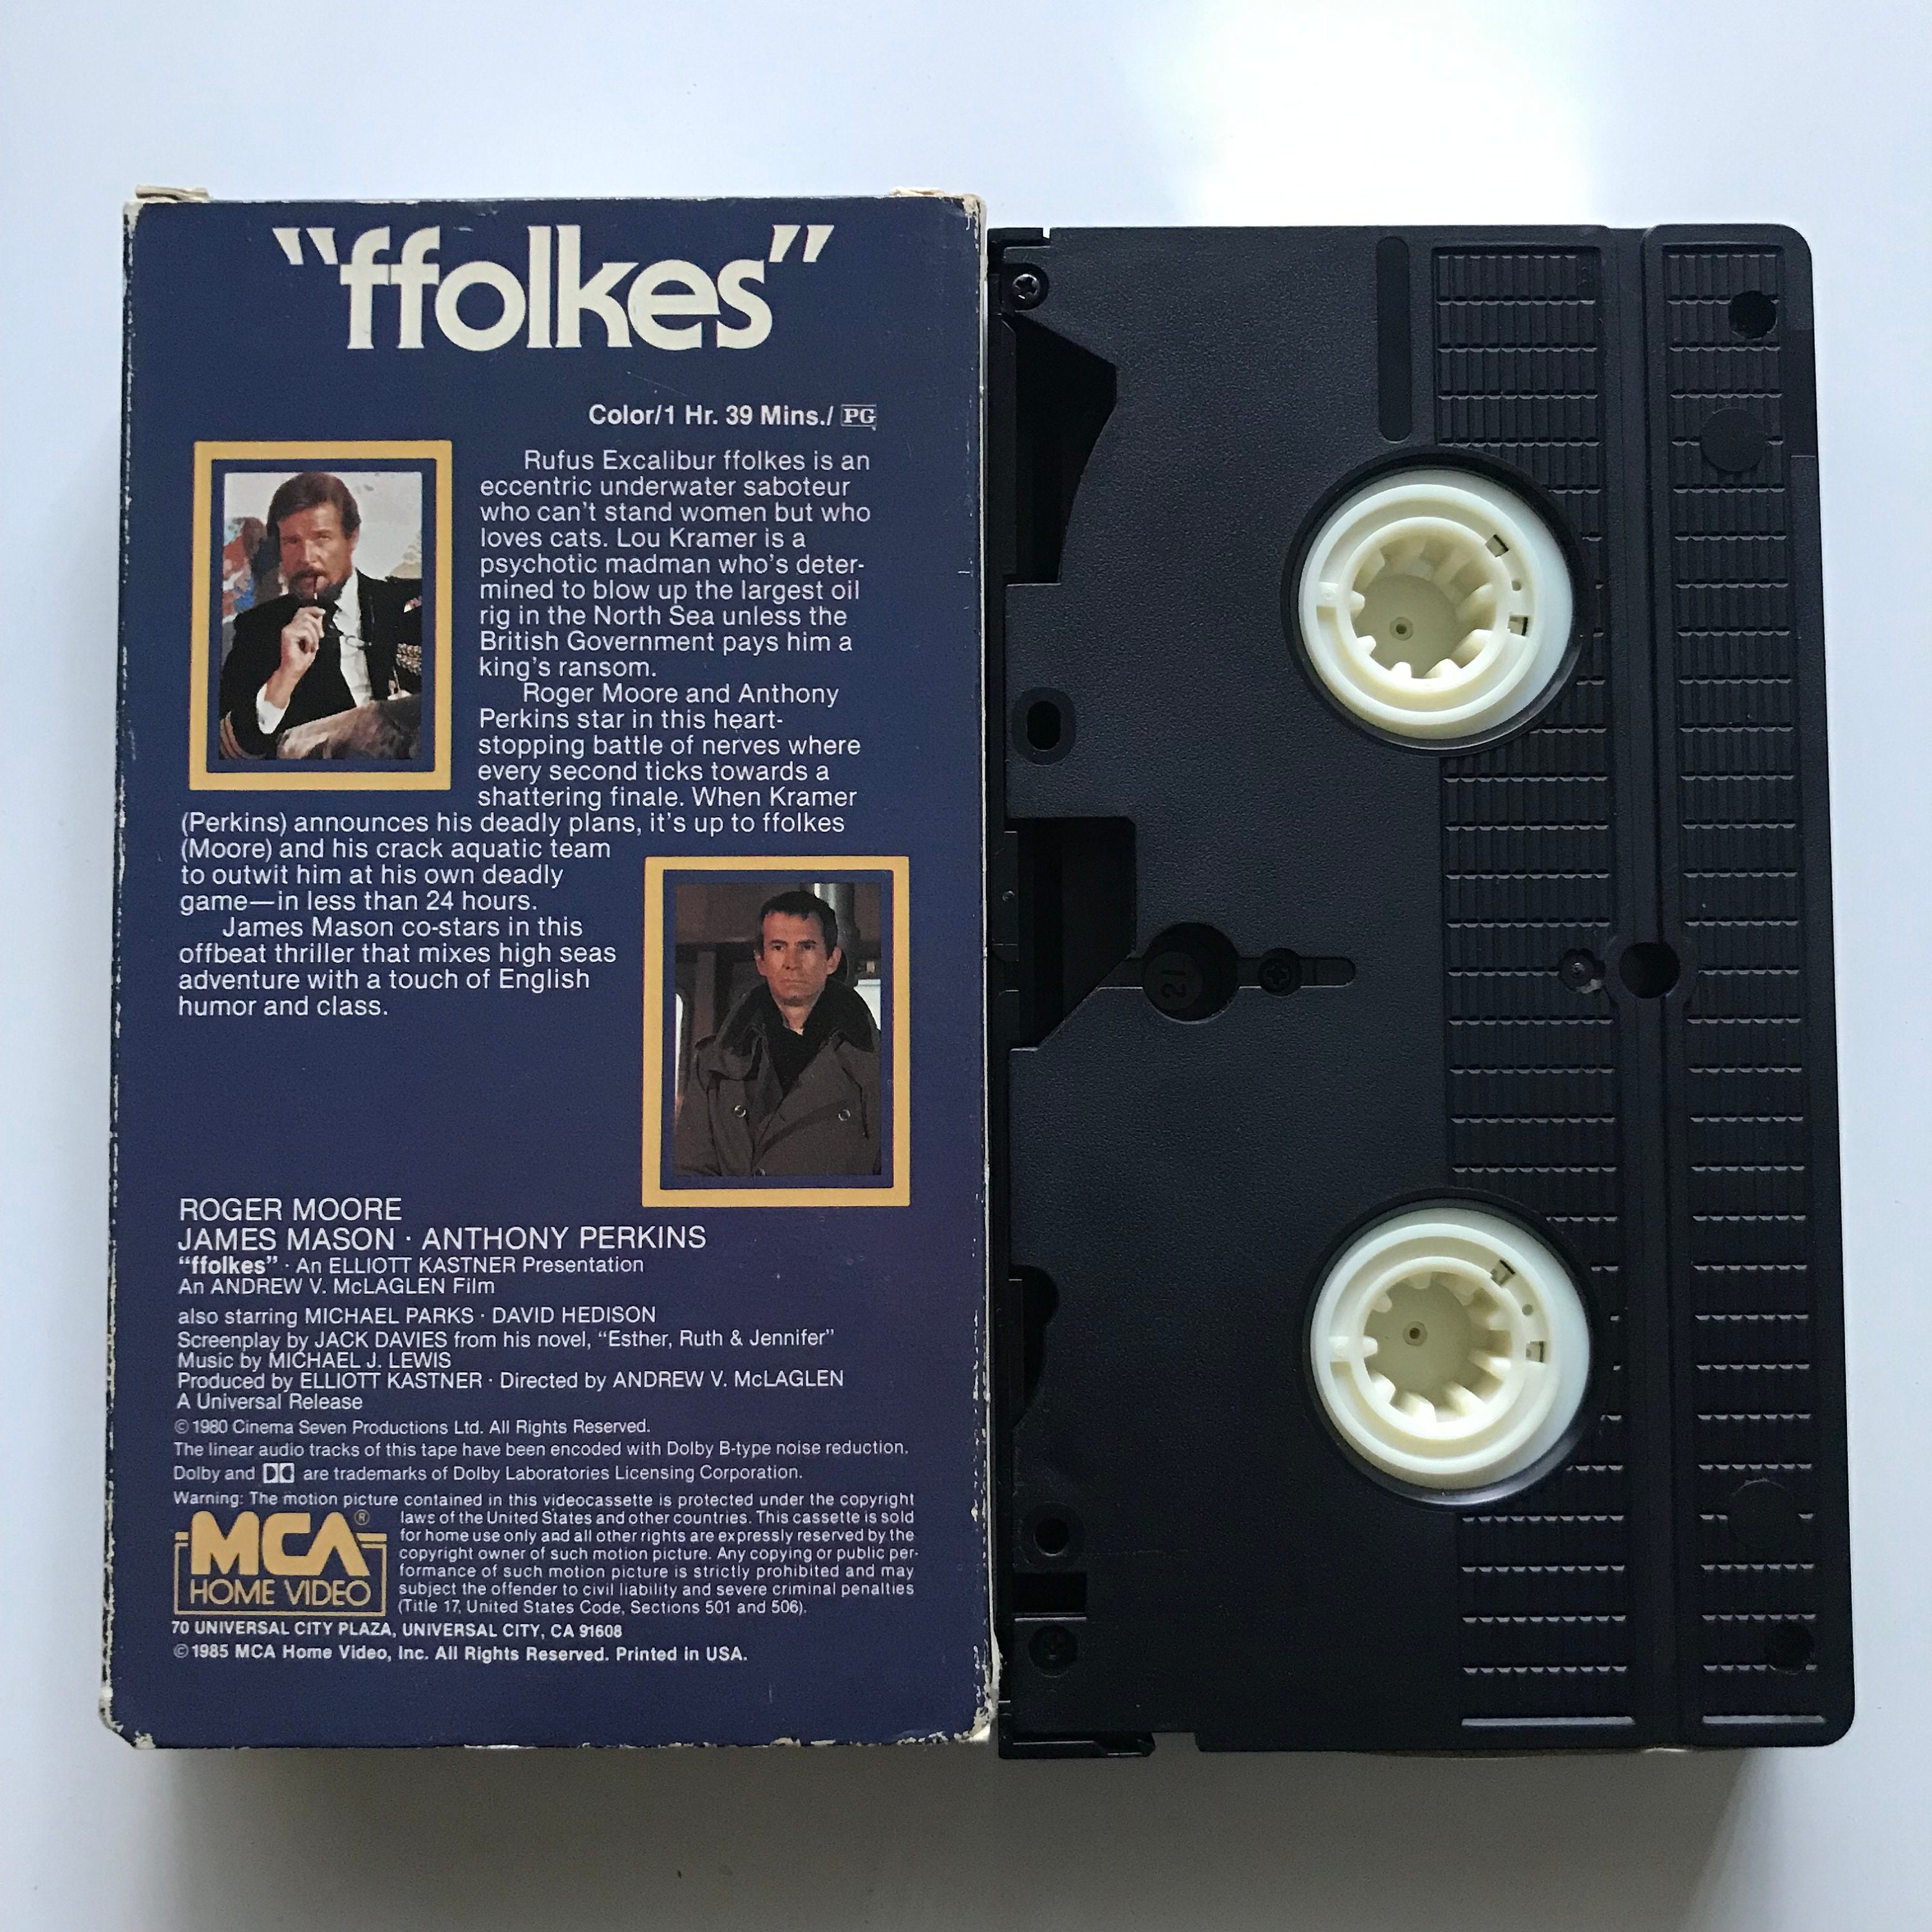 “ffolkes”
Color/1 Hr. 39 Mins./ PG
Rufus Excalibur ffolkes is an
eccentric underwater saboteur
who can't stand women but who
loves cats. Lou Kramer is a
psychotic madman who's deter-
mined to blow up the largest oil
rig in the North Sea unless the
British Government pays him a
king's ransom.
Roger Moore and Anthony
Perkins star in this heart-
stopping battle of nerves where
every second ticks towards a
shattering finale. When Kramer
(Perkins) announces his deadly plans, it's up to ffolkes
(Moore) and his crack aquatic team
to outwit him at his own deadly
game—in less than 24 hours.
James Mason co-stars in this
offbeat thriller that mixes high seas
adventure with a touch of English
humor and class.
ROGER MOORE
JAMES MASON · ANTHONY PERKINS
“ffolkes” · An ELLIOTT KASTNER Presentation
An ANDREW V. McLAGLEN Film
also starring MICHAEL PARKS · DAVID HEDISON
Screenplay by JACK DAVIES from his novel, “Esther, Ruth & Jennifer”
Music by MICHAEL J. LEWIS
Produced by ELLIOTT KASTNER · Directed by ANDREW V. McLAGLEN
A Universal Release
© 1980 Cinema Seven Productions Ltd. All Rights Reserved.
The linear audio tracks of this tape have been encoded with Dolby B-type noise reduction.
Dolby and are trademarks of Dolby Laboratories Licensing Corporation.
Warning: The motion picture contained in this videocassette is protected under the copyright
laws of the United States and other countries. This cassette is sold
for home use only and all other rights are expressly reserved by the
copyright owner of such motion picture. Any copying or public per-
formance of such motion picture is strictly prohibited and may
subject the offender to civil liability and severe criminal penalties
(Title 17, United States Code, Sections 501 and 506).
MCA®
HOME VIDEO
70 UNIVERSAL CITY PLAZA, UNIVERSAL CITY, CA 91608
© 1985 MCA Home Video, Inc. All Rights Reserved. Printed in USA.